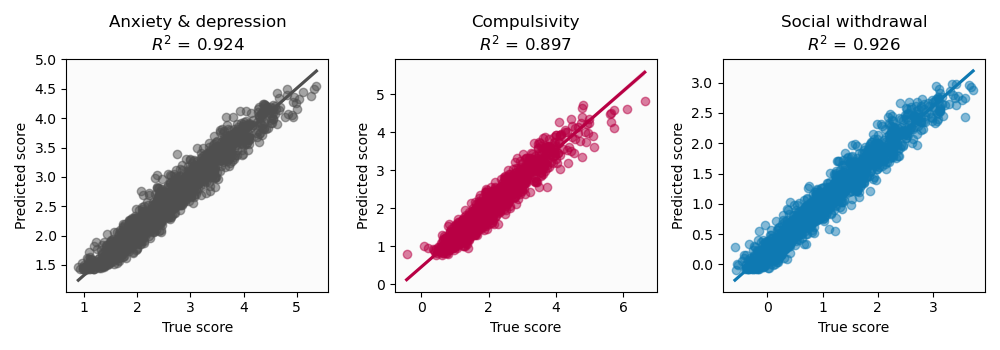 Anxiety & depression
R² = 0.924
5.0
4.5
4.0
3.5
3.0
2.5
2.0
1.5
Predicted score
1 2 3 4 5
True score
Compulsivity
R² = 0.897
5
4
3
2
1
0
Predicted score
0 2 4 6
True score
Social withdrawal
R² = 0.926
3.0
2.5
2.0
1.5
1.0
0.5
0.0
Predicted score
0 1 2 3
True score